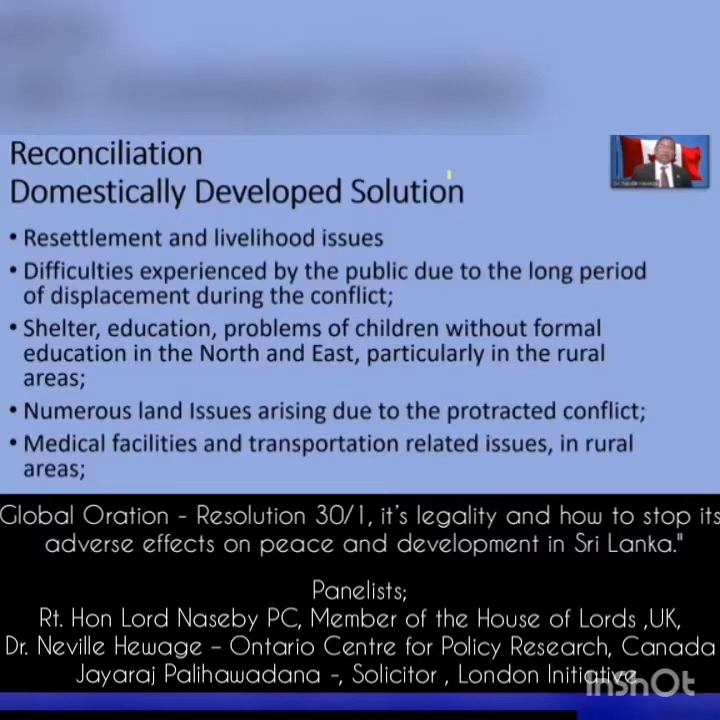 Reconciliation
Domestically Developed Solution
• Resettlement and livelihood issues
• Difficulties experienced by the public due to the long period
of displacement during the conflict;
• Shelter, education, problems of children without formal
education in the North and East, particularly in the rural
areas;
• Numerous land Issues arising due to the protracted conflict;
• Medical facilities and transportation related issues, in rural
areas;
Global Oration - Resolution 30/1, it's legality and how to stop its
adverse effects on peace and development in Sri Lanka."
Panelists;
Rt. Hon Lord Naseby PC, Member of the House of Lords ,UK,
Dr. Neville Hewage – Ontario Centre for Policy Research, Canada
Jayaraj Palihawadana -, Solicitor , London Initiative
InShOt